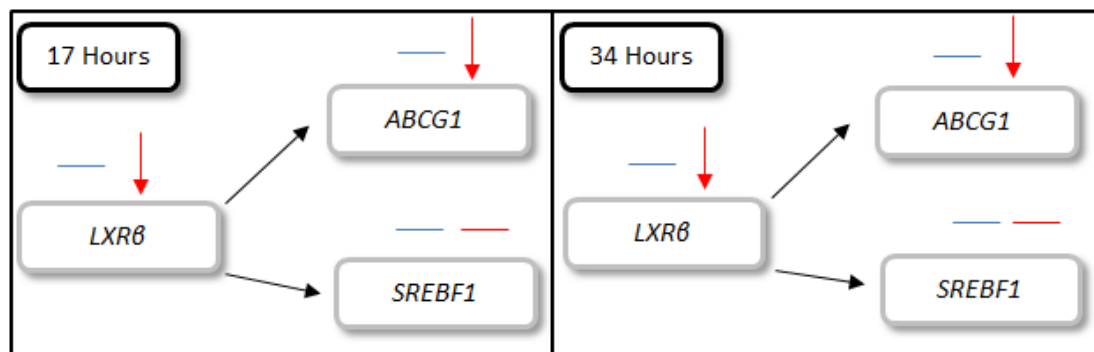 17 Hours
ABCG1
LXRβ
SREBF1
34 Hours
ABCG1
LXRβ
SREBF1